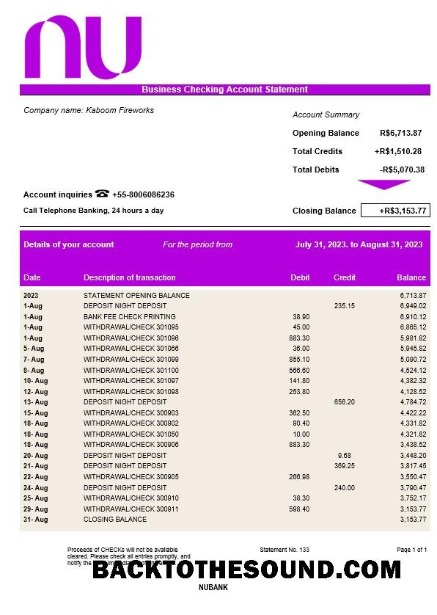 nu
Business Checking Account Statement
Company name: Kaboom Fireworks
Account Summary
Opening Balance R$6,713.87
Total Credits +R$1,510.28
Total Debits -R$5,070.38
Account inquiries ☎ +55-8006086236
Call Telephone Banking, 24 hours a day
Closing Balance +R$3,153.77
Details of your account For the period from July 31, 2023. to August 31, 2023
Date Description of transaction Debit Credit Balance
2023 STATEMENT OPENING BALANCE 6,713.87
1-Aug DEPOSIT NIGHT DEPOSIT 235.15 6,949.02
1-Aug BANK FEE CHECK PRINTING 38.90 6,910.12
1-Aug WITHDRAWAL/CHECK 301095 45.00 6,865.12
1-Aug WITHDRAWAL/CHECK 301096 883.30 5,981.82
5- Aug WITHDRAWAL/CHECK 301066 36.00 5,945.82
7- Aug WITHDRAWAL/CHECK 301099 855.10 5,090.72
8- Aug WITHDRAWAL/CHECK 301100 566.60 4,524.12
10- Aug WITHDRAWAL/CHECK 301097 141.80 4,382.32
12- Aug WITHDRAWAL/CHECK 301098 253.80 4,128.52
13- Aug DEPOSIT NIGHT DEPOSIT 656.20 4,784.72
18- Aug WITHDRAWAL/CHECK 300903 362.50 4,422.22
18- Aug WITHDRAWAL/CHECK 300902 90.40 4,331.82
18- Aug WITHDRAWAL/CHECK 301050 10.00 4,321.82
18- Aug WITHDRAWAL/CHECK 300906 883.30 3,438.52
20- Aug DEPOSIT NIGHT DEPOSIT 9.68 3,448.20
21- Aug DEPOSIT NIGHT DEPOSIT 369.25 3,817.45
22- Aug WITHDRAWAL/CHECK 300905 266.98 3,550.47
24- Aug DEPOSIT NIGHT DEPOSIT 240.00 3,790.47
25- Aug WITHDRAWAL/CHECK 300910 38.30 3,752.17
29- Aug WITHDRAWAL/CHECK 300911 598.40 3,153.77
31- Aug CLOSING BALANCE 3,153.77
Proceeds of CHECKs will not be available Statement No. 133 Page 1 of 1
cleared. Please check all entries promptly, and
notify the
BACKTOTHESOUND.COM
NUBANK